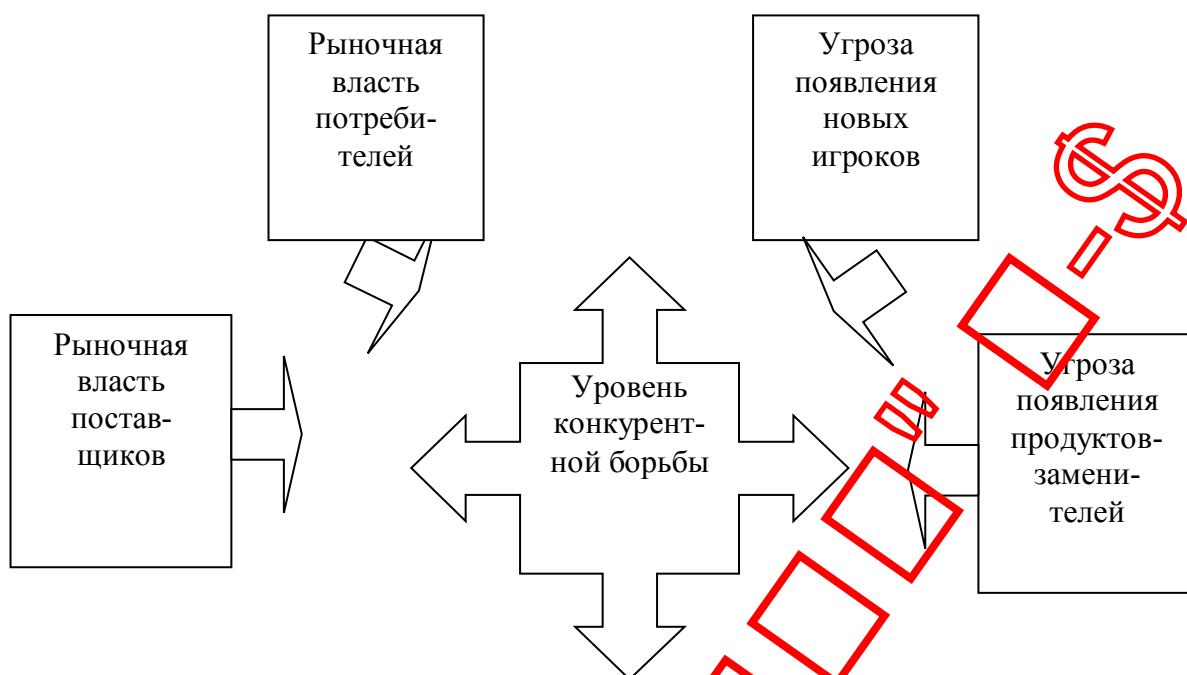 Рыночная
власть
потреби-
телей
Угроза
появления
новых
игроков
Рыночная
власть
постав-
щиков
Уровень
конкурент-
ной борьбы
Угроза
появления
продуктов-
замени-
телей